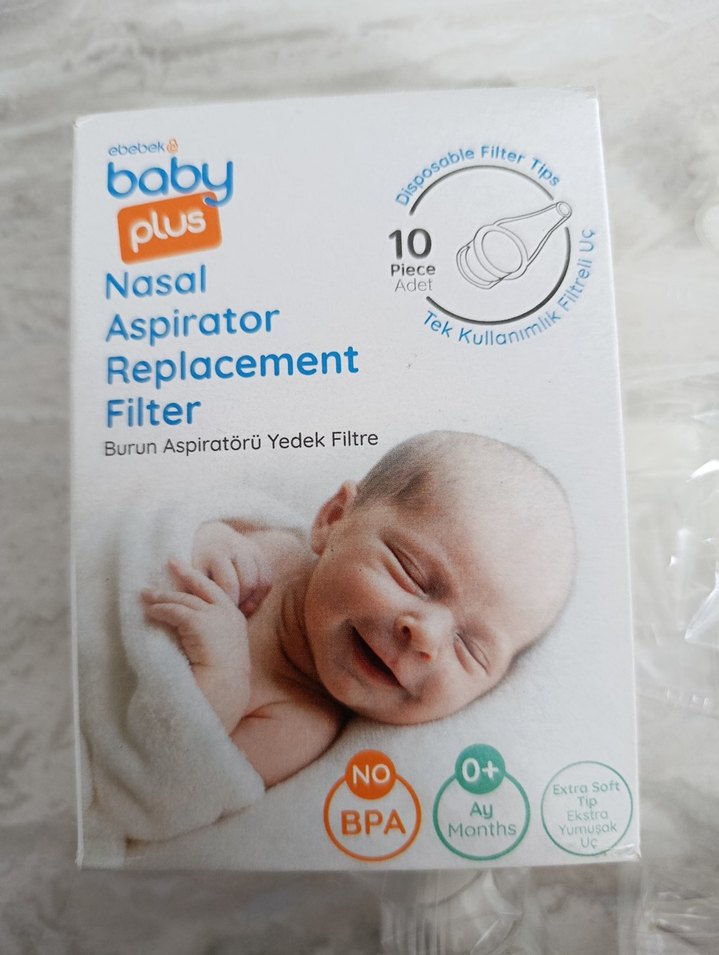 ebebek
baby
plus
Nasal
Aspirator
Replacement
Filter
Burun Aspiratörü Yedek Filtre
Disposable Filter Tips
10
Piece
Adet
Tek Kullanımlık Filtreli Uç
NO
BPA
0+
Ay
Months
Extra Soft
Tip
Ekstra
Yumuşak
Uç